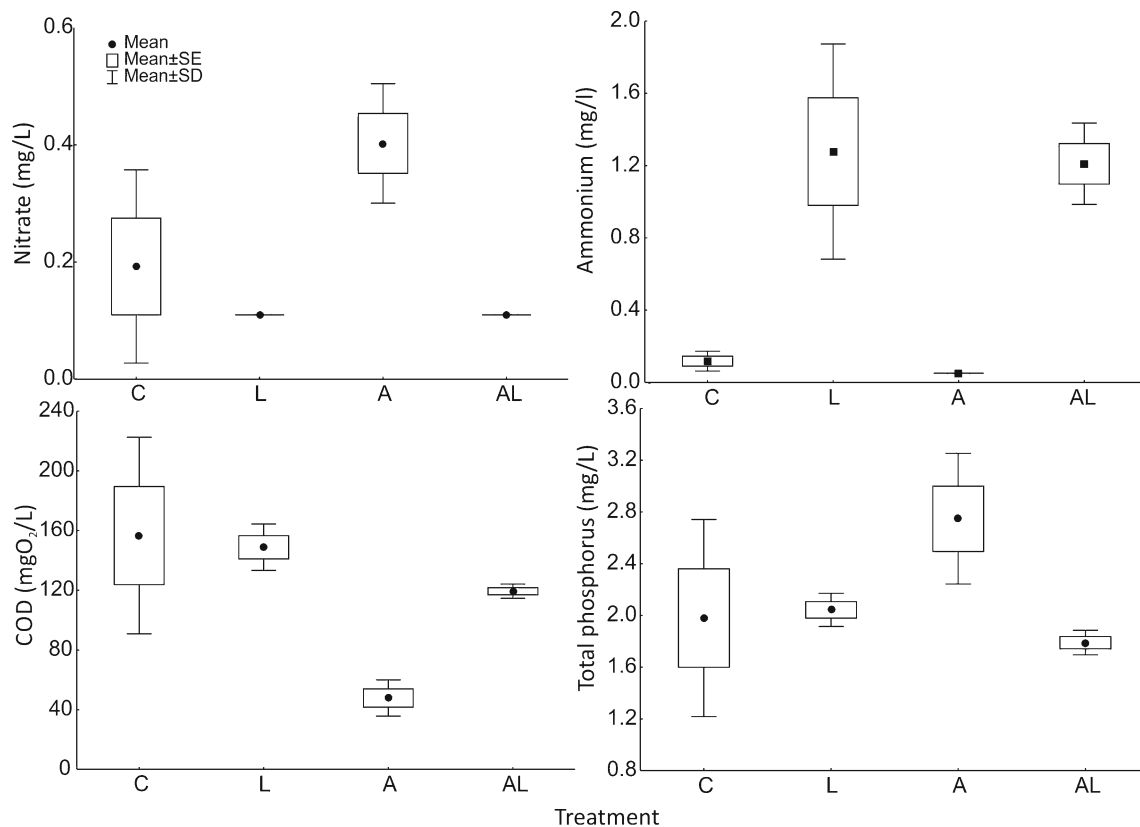 Nitrate (mg/L)
0.6
0.4
0.2
0.0
Mean
Mean±SE
Mean±SD
C L A AL
Ammonium (mg/l)
2.0
1.6
1.2
0.8
0.4
0.0
C L A AL
COD (mgO₂/L)
240
200
160
120
80
40
0
C L A AL
Total phosphorus (mg/L)
3.6
3.2
2.8
2.4
2.0
1.6
1.2
0.8
C L A AL
Treatment